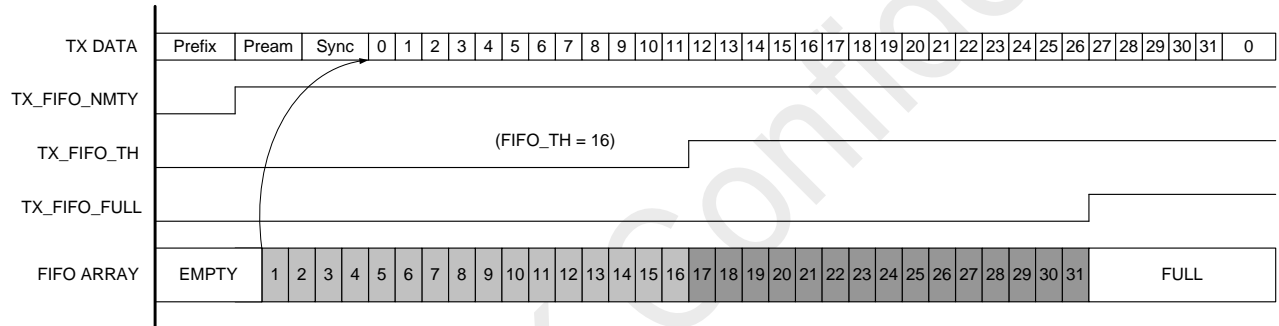 TX DATA Prefix Pream Sync 0 1 2 3 4 5 6 7 8 9 10 11 12 13 14 15 16 17 18 19 20 21 22 23 24 25 26 27 28 29 30 31 0
TX_FIFO_NMTY
TX_FIFO_TH (FIFO_TH = 16)
TX_FIFO_FULL
FIFO ARRAY EMPTY 1 2 3 4 5 6 7 8 9 10 11 12 13 14 15 16 17 18 19 20 21 22 23 24 25 26 27 28 29 30 31 FULL